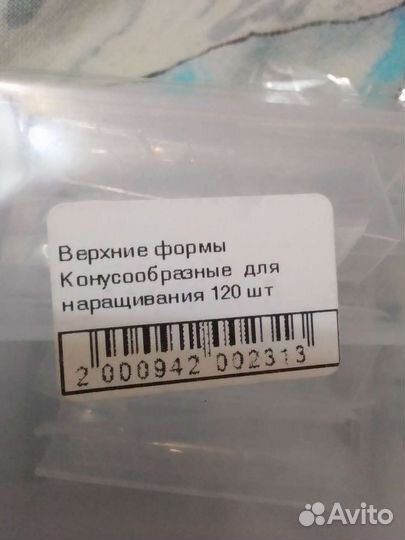 Верхние формы
Конусообразные для
наращивания 120 шт
2 000942 002313
Avito